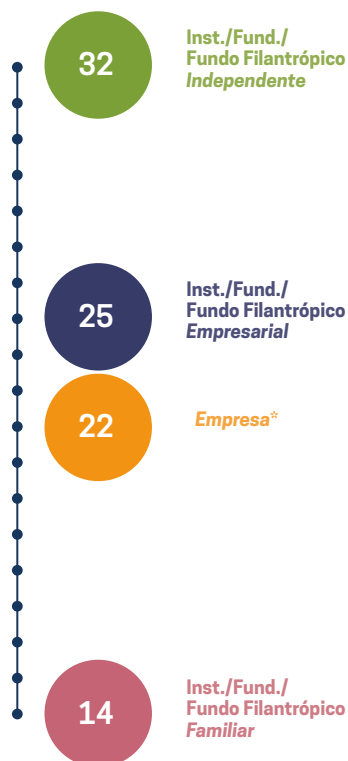 32
Inst./Fund./
Fundo Filantrópico
Independente
25
Inst./Fund./
Fundo Filantrópico
Empresarial
22
Empresa*
14
Inst./Fund./
Fundo Filantrópico
Familiar